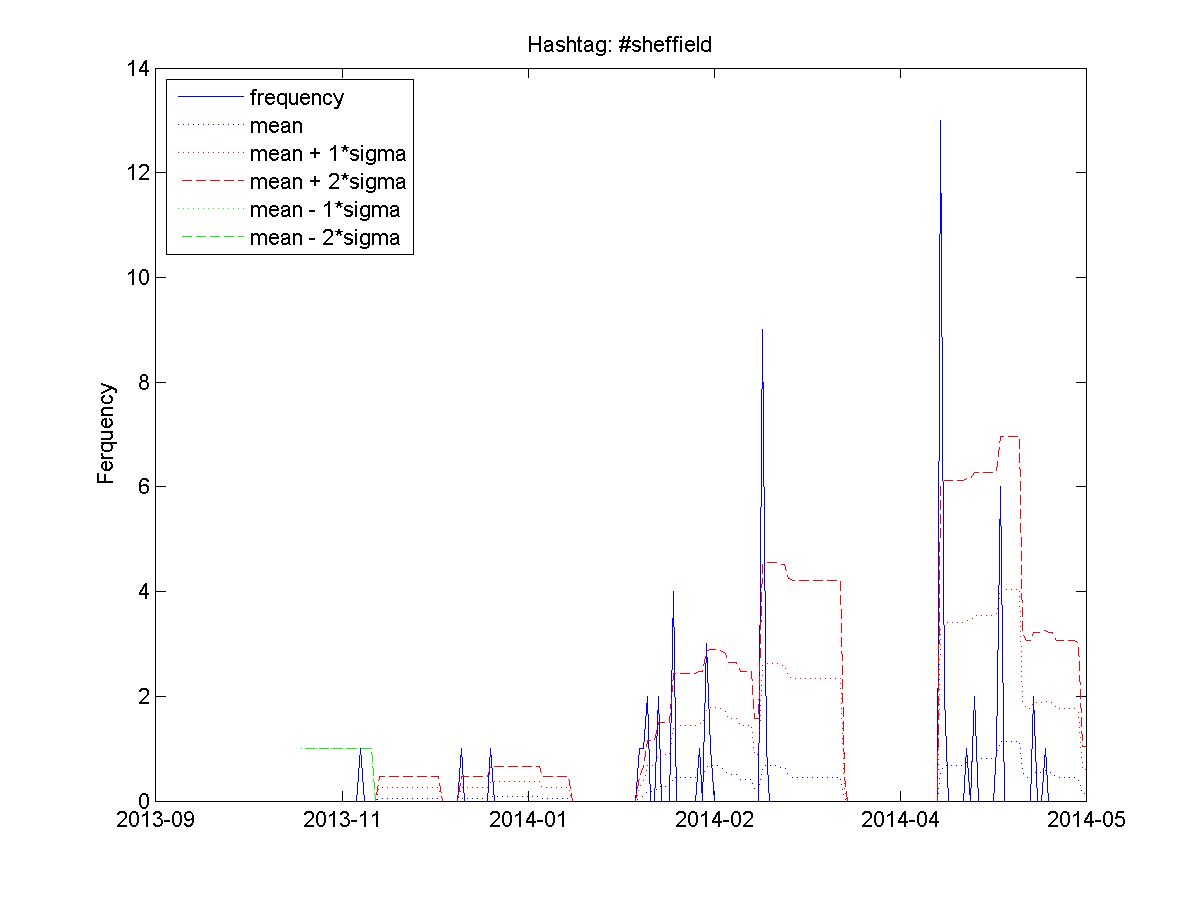 Hashtag: #sheffield
14
12
10
8
6
4
2
0
Ferquency
frequency
mean
mean + 1*sigma
mean + 2*sigma
mean - 1*sigma
mean - 2*sigma
2013-09 2013-11 2014-01 2014-02 2014-04 2014-05